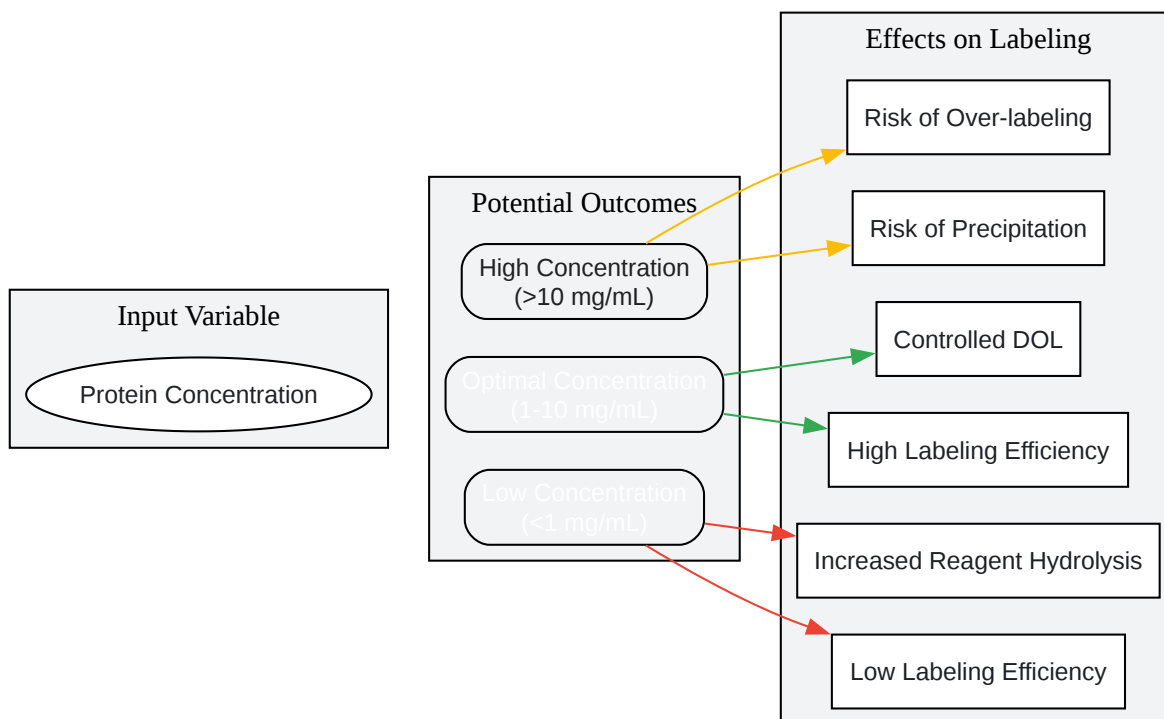 Input Variable
Protein Concentration
Potential Outcomes
High Concentration
(>10 mg/mL)
Optimal Concentration
(1-10 mg/mL)
Low Concentration
(<1 mg/mL)
Effects on Labeling
Risk of Over-labeling
Risk of Precipitation
Controlled DOL
High Labeling Efficiency
Increased Reagent Hydrolysis
Low Labeling Efficiency